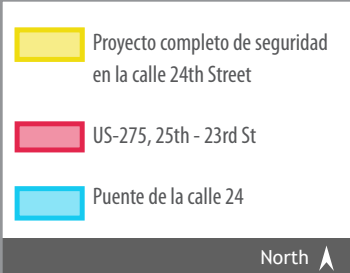 Proyecto completo de seguridad
en la calle 24th Street
US-275, 25th - 23rd St
Puente de la calle 24
North